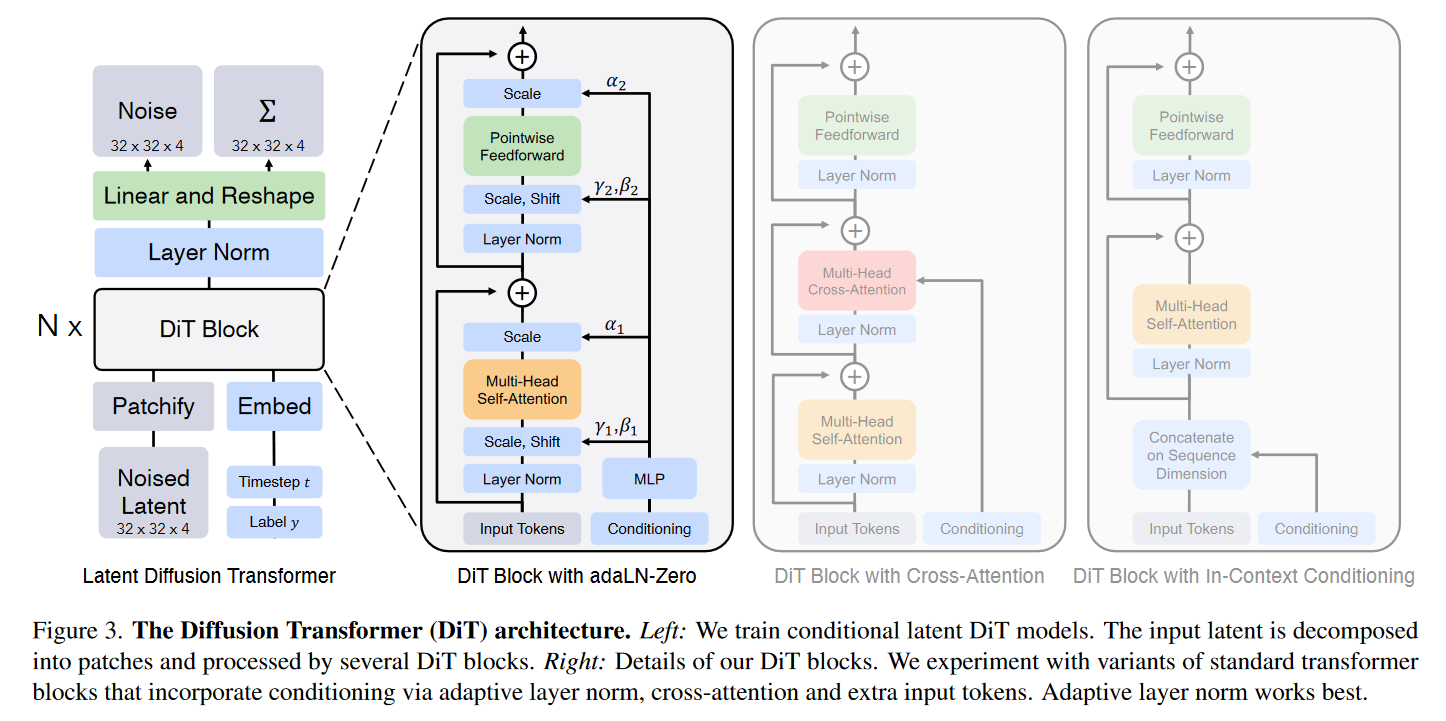 Noise
32 x 32 x 4
Σ
32 x 32 x 4
Linear and Reshape
Layer Norm
N x
DiT Block
Patchify
Embed
Noised
Latent
32 x 32 x 4
Timestep t
Label y
Latent Diffusion Transformer
+
Scale
α₂
Pointwise
Feedforward
γ₂,β₂
Scale, Shift
Layer Norm
+
Scale
α₁
Multi-Head
Self-Attention
γ₁,β₁
Scale, Shift
Layer Norm
MLP
Input Tokens
Conditioning
DiT Block with adaLN-Zero
+
Pointwise
Feedforward
Layer Norm
+
Multi-Head
Cross-Attention
Layer Norm
+
Multi-Head
Self-Attention
Layer Norm
Input Tokens
Conditioning
DiT Block with Cross-Attention
+
Pointwise
Feedforward
Layer Norm
+
Multi-Head
Self-Attention
Layer Norm
Concatenate
on Sequence
Dimension
Input Tokens
Conditioning
DiT Block with In-Context Conditioning
Figure 3. The Diffusion Transformer (DiT) architecture. Left: We train conditional latent DiT models. The input latent is decomposed
into patches and processed by several DiT blocks. Right: Details of our DiT blocks. We experiment with variants of standard transformer
blocks that incorporate conditioning via adaptive layer norm, cross-attention and extra input tokens. Adaptive layer norm works best.